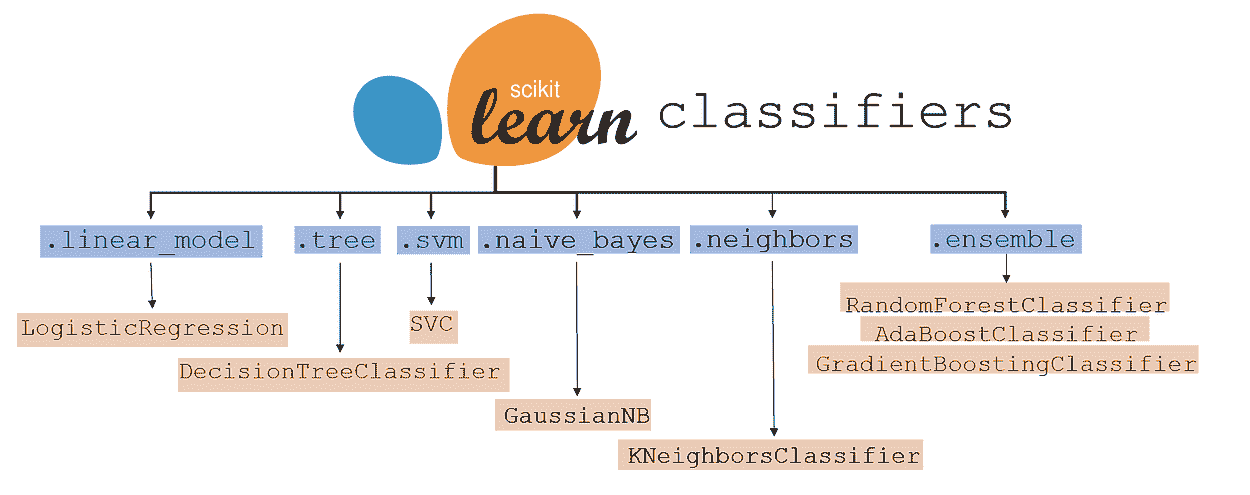 scikit
learn classifiers
.linear_model .tree .svm .naive_bayes .neighbors .ensemble
LogisticRegression
DecisionTreeClassifier
SVC
GaussianNB
KNeighborsClassifier
RandomForestClassifier
AdaBoostClassifier
GradientBoostingClassifier